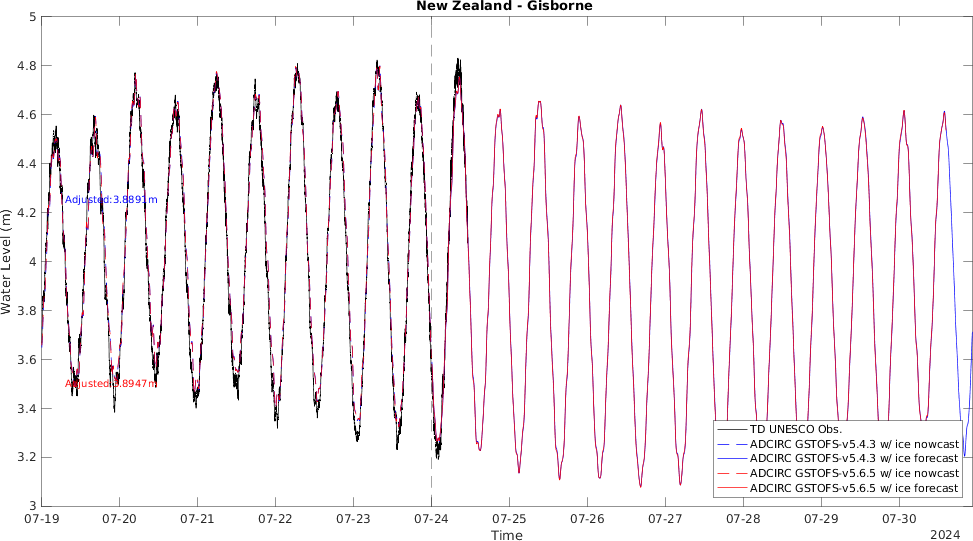 New Zealand - Gisborne
5
4.8
4.6
4.4
4.2
4
3.8
3.6
3.4
3.2
3
Water Level (m)
Adjusted:3.8891m
Adjusted:3.8947m
TD UNESCO Obs.
ADCIRC GSTOFS-v5.4.3 w/ ice nowcast
ADCIRC GSTOFS-v5.4.3 w/ ice forecast
ADCIRC GSTOFS-v5.6.5 w/ ice nowcast
ADCIRC GSTOFS-v5.6.5 w/ ice forecast
07-19 07-20 07-21 07-22 07-23 07-24 07-25 07-26 07-27 07-28 07-29 07-30
Time
2024